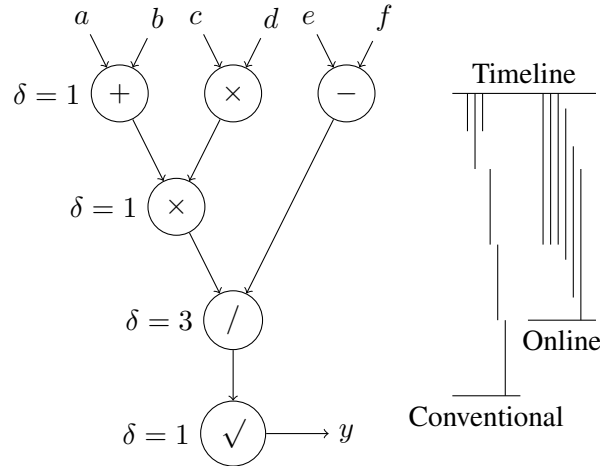 a b c d e f
Timeline
δ = 1 + × −
δ = 1 ×
δ = 3 /
Online
Conventional
δ = 1 √ y